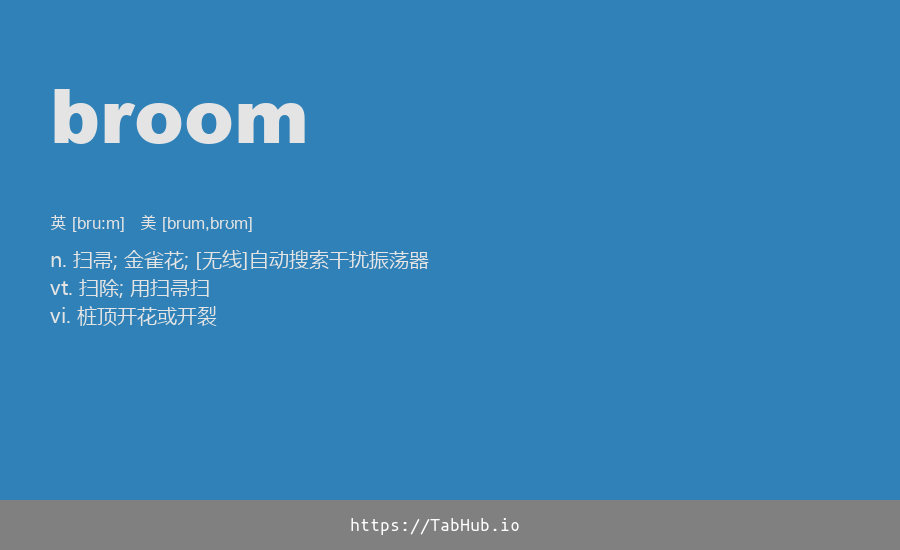 broom
英 [bruːm] 美 [brum,brʊm]
n. 扫帚; 金雀花; [无线]自动搜索干扰振荡器
vt. 扫除; 用扫帚扫
vi. 桩顶开花或开裂
https://TabHub.io